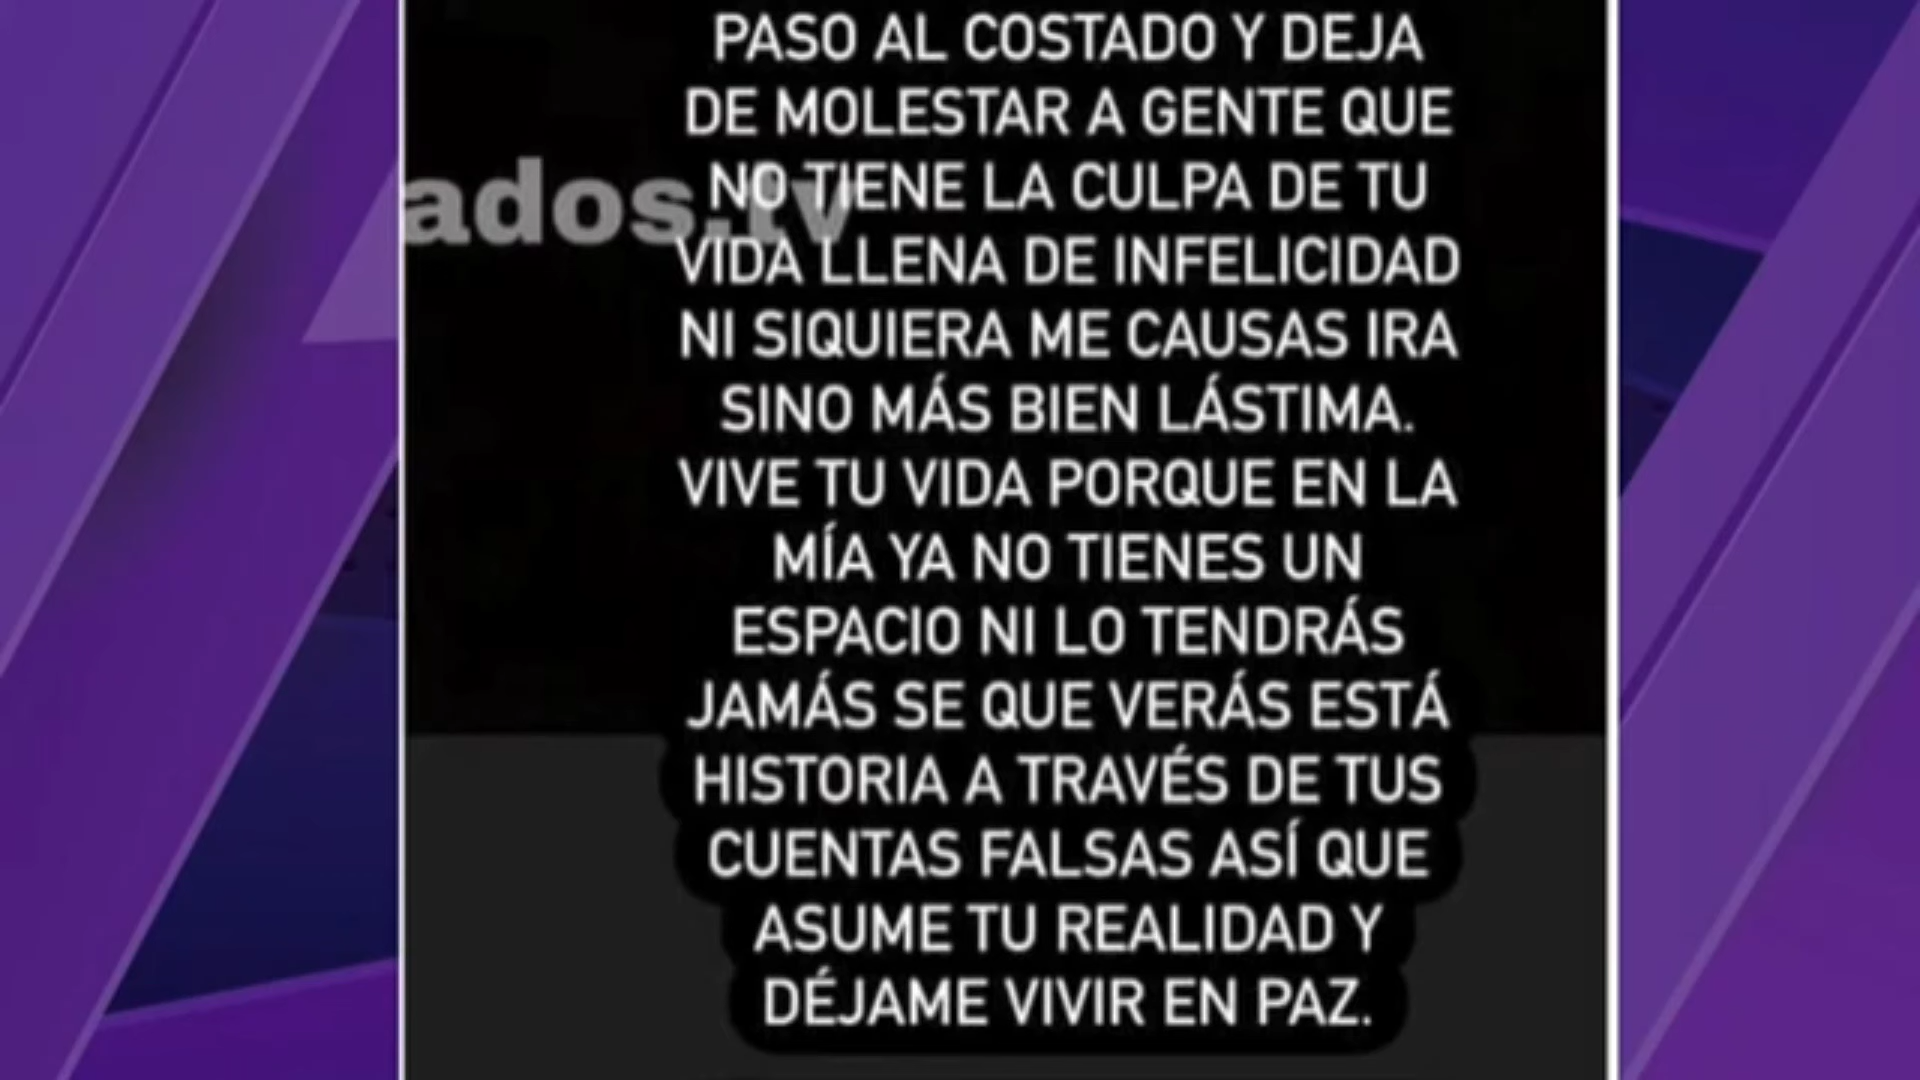 PASO AL COSTADO Y DEJA
DE MOLESTAR A GENTE QUE
NO TIENE LA CULPA DE TU
ados.tv
VIDA LLENA DE INFELICIDAD
NI SIQUIERA ME CAUSAS IRA
SINO MÁS BIEN LÁSTIMA.
VIVE TU VIDA PORQUE EN LA
MÍA YA NO TIENES UN
ESPACIO NI LO TENDRÁS
JAMÁS SE QUE VERÁS ESTÁ
HISTORIA A TRAVÉS DE TUS
CUENTAS FALSAS ASÍ QUE
ASUME TU REALIDAD Y
DÉJAME VIVIR EN PAZ.